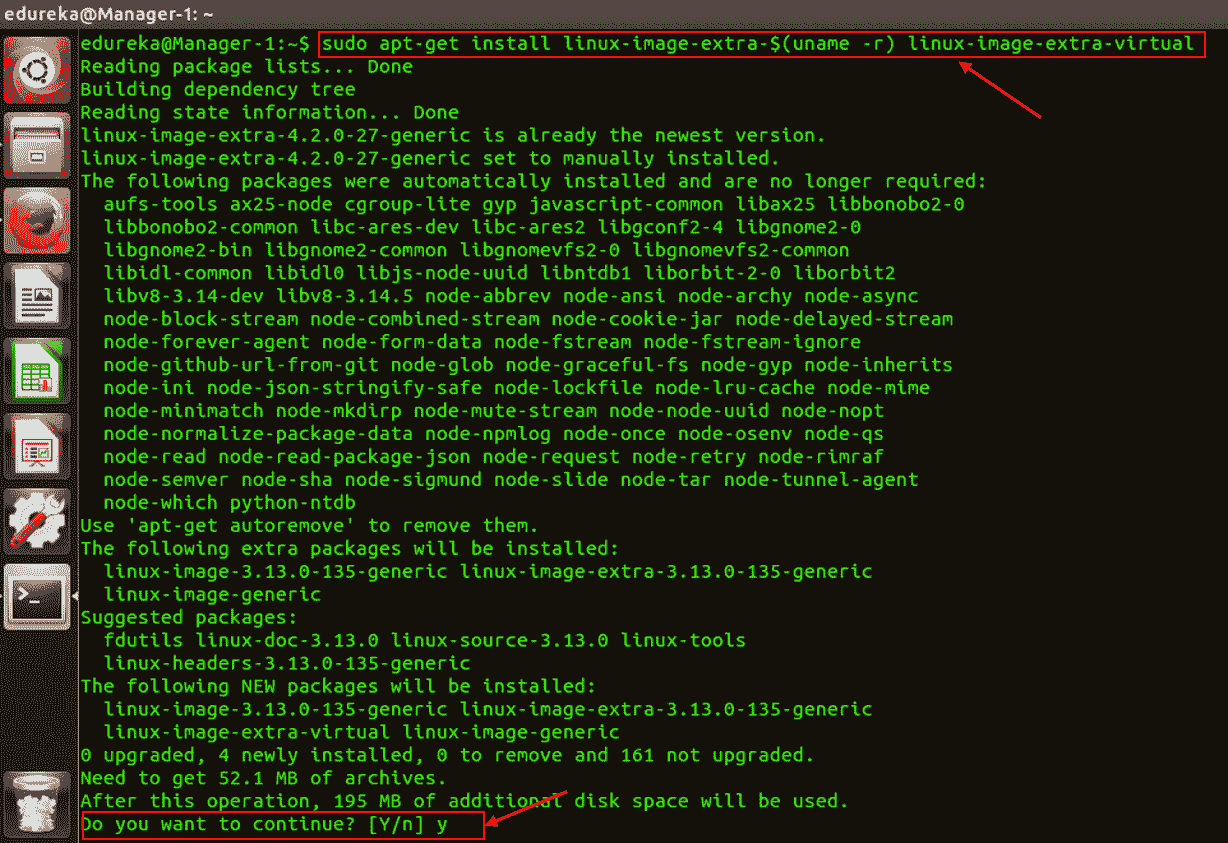 edureka@Manager-1: ~
edureka@Manager-1:~$ sudo apt-get install linux-image-extra-$(uname -r) linux-image-extra-virtual
Reading package lists... Done
Building dependency tree
Reading state information... Done
linux-image-extra-4.2.0-27-generic is already the newest version.
linux-image-extra-4.2.0-27-generic set to manually installed.
The following packages were automatically installed and are no longer required:
  aufs-tools ax25-node cgroup-lite gyp javascript-common libax25 libbonobo2-0
  libbonobo2-common libc-ares-dev libc-ares2 libgconf2-4 libgnome2-0
  libgnome2-bin libgnome2-common libgnomevfs2-0 libgnomevfs2-common
  libidl-common libidl0 libjs-node-uuid libntdb1 liborbit-2-0 liborbit2
  libv8-3.14-dev libv8-3.14.5 node-abbrev node-ansi node-archy node-async
  node-block-stream node-combined-stream node-cookie-jar node-delayed-stream
  node-forever-agent node-form-data node-fstream node-fstream-ignore
  node-github-url-from-git node-glob node-graceful-fs node-gyp node-inherits
  node-ini node-json-stringify-safe node-lockfile node-lru-cache node-mime
  node-minimatch node-mkdirp node-mute-stream node-node-uuid node-nopt
  node-normalize-package-data node-npmlog node-once node-osenv node-qs
  node-read node-read-package-json node-request node-retry node-rimraf
  node-semver node-sha node-sigmund node-slide node-tar node-tunnel-agent
  node-which python-ntdb
Use 'apt-get autoremove' to remove them.
The following extra packages will be installed:
  linux-image-3.13.0-135-generic linux-image-extra-3.13.0-135-generic
  linux-image-generic
Suggested packages:
  fdutils linux-doc-3.13.0 linux-source-3.13.0 linux-tools
  linux-headers-3.13.0-135-generic
The following NEW packages will be installed:
  linux-image-3.13.0-135-generic linux-image-extra-3.13.0-135-generic
  linux-image-extra-virtual linux-image-generic
0 upgraded, 4 newly installed, 0 to remove and 161 not upgraded.
Need to get 52.1 MB of archives.
After this operation, 195 MB of additional disk space will be used.
Do you want to continue? [Y/n] y